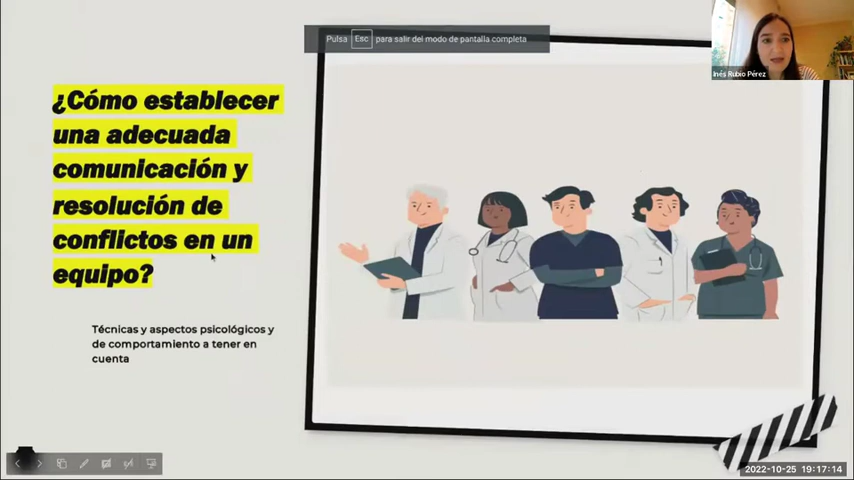 Pulsa Esc para salir del modo de pantalla completa
Inés Rubio Pérez
¿Cómo establecer
una adecuada
comunicación y
resolución de
conflictos en un
equipo?
Técnicas y aspectos psicológicos y
de comportamiento a tener en
cuenta
2022-10-25 19:17:14